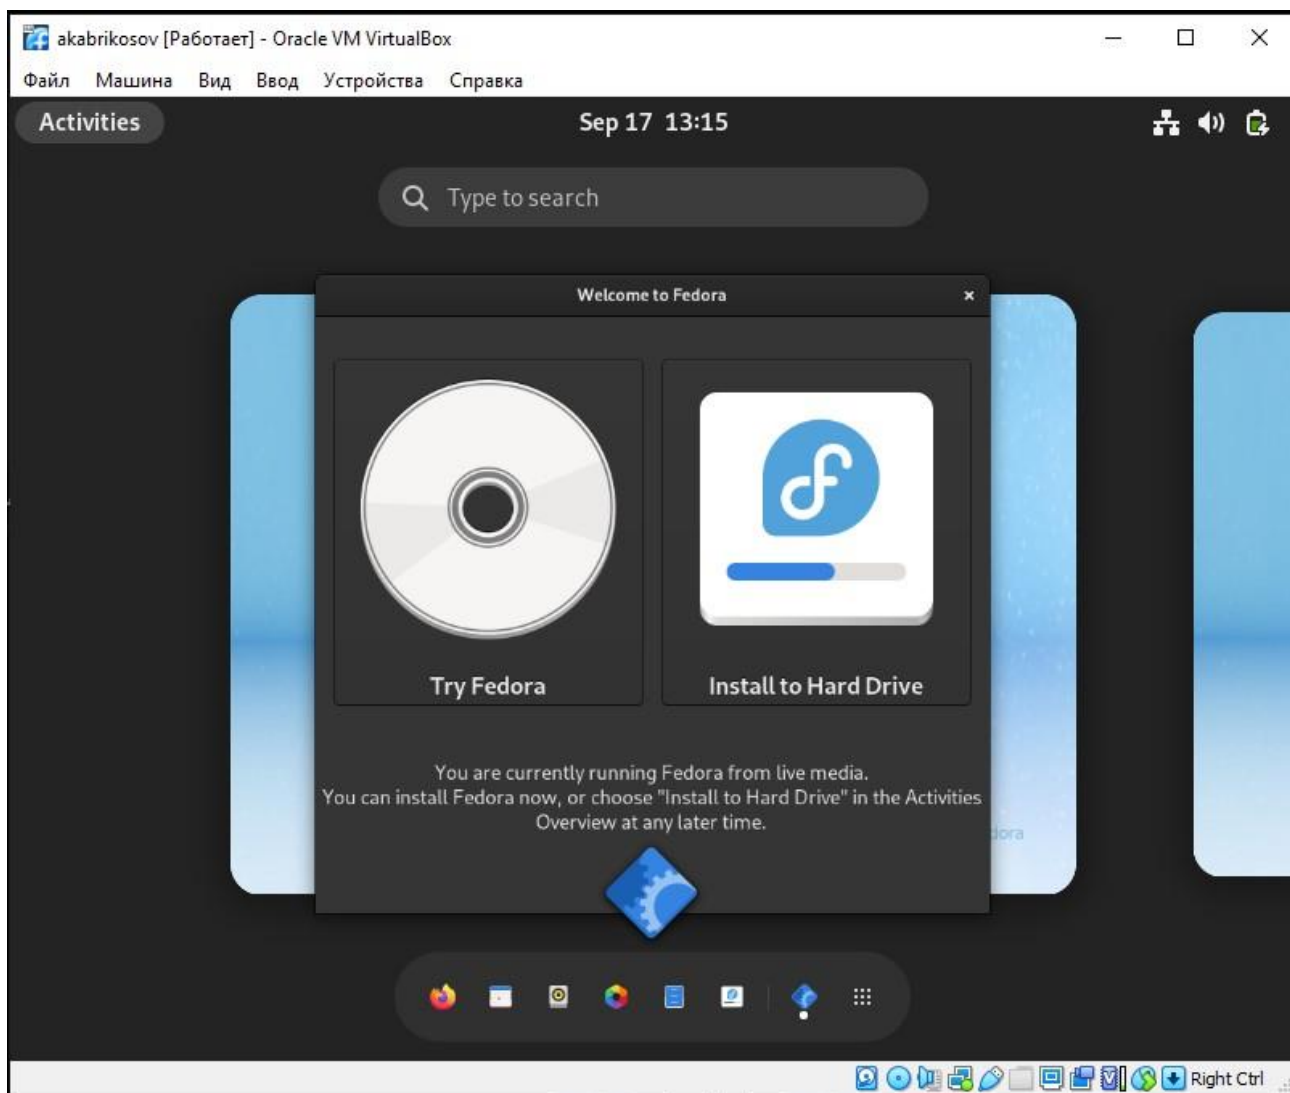 akabrikosov [Работает] - Oracle VM VirtualBox
Файл Машина Вид Ввод Устройства Справка
Activities
Sep 17 13:15
Type to search
Welcome to Fedora
Try Fedora
Install to Hard Drive
You are currently running Fedora from live media.
You can install Fedora now, or choose "Install to Hard Drive" in the Activities
Overview at any later time.
dora
Right Ctrl